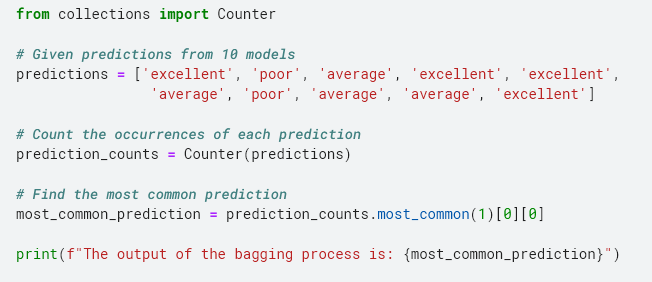 from collections import Counter
# Given predictions from 10 models
predictions = ['excellent', 'poor', 'average', 'excellent', 'excellent',
'average', 'poor', 'average', 'average', 'excellent']
# Count the occurrences of each prediction
prediction_counts = Counter(predictions)
# Find the most common prediction
most_common_prediction = prediction_counts.most_common(1)[0][0]
print(f"The output of the bagging process is: {most_common_prediction}")